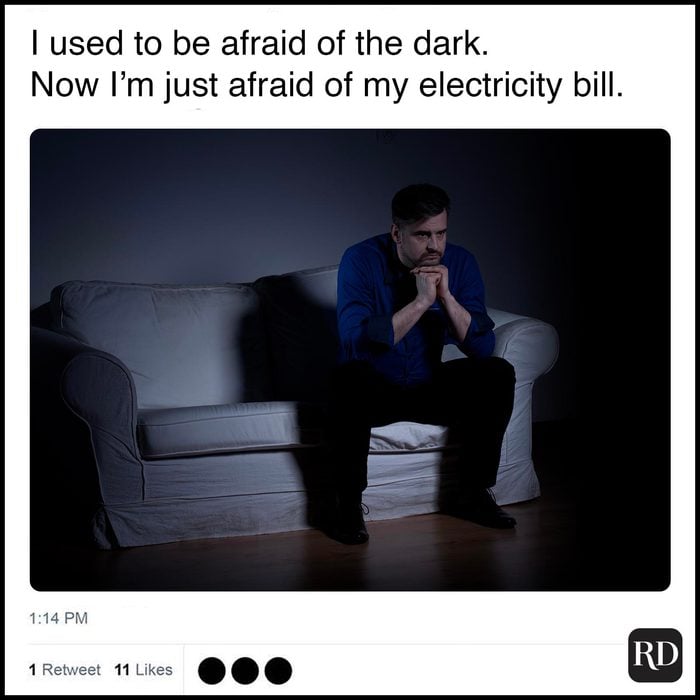 I used to be afraid of the dark.
Now I’m just afraid of my electricity bill.
1:14 PM
1 Retweet 11 Likes
RD